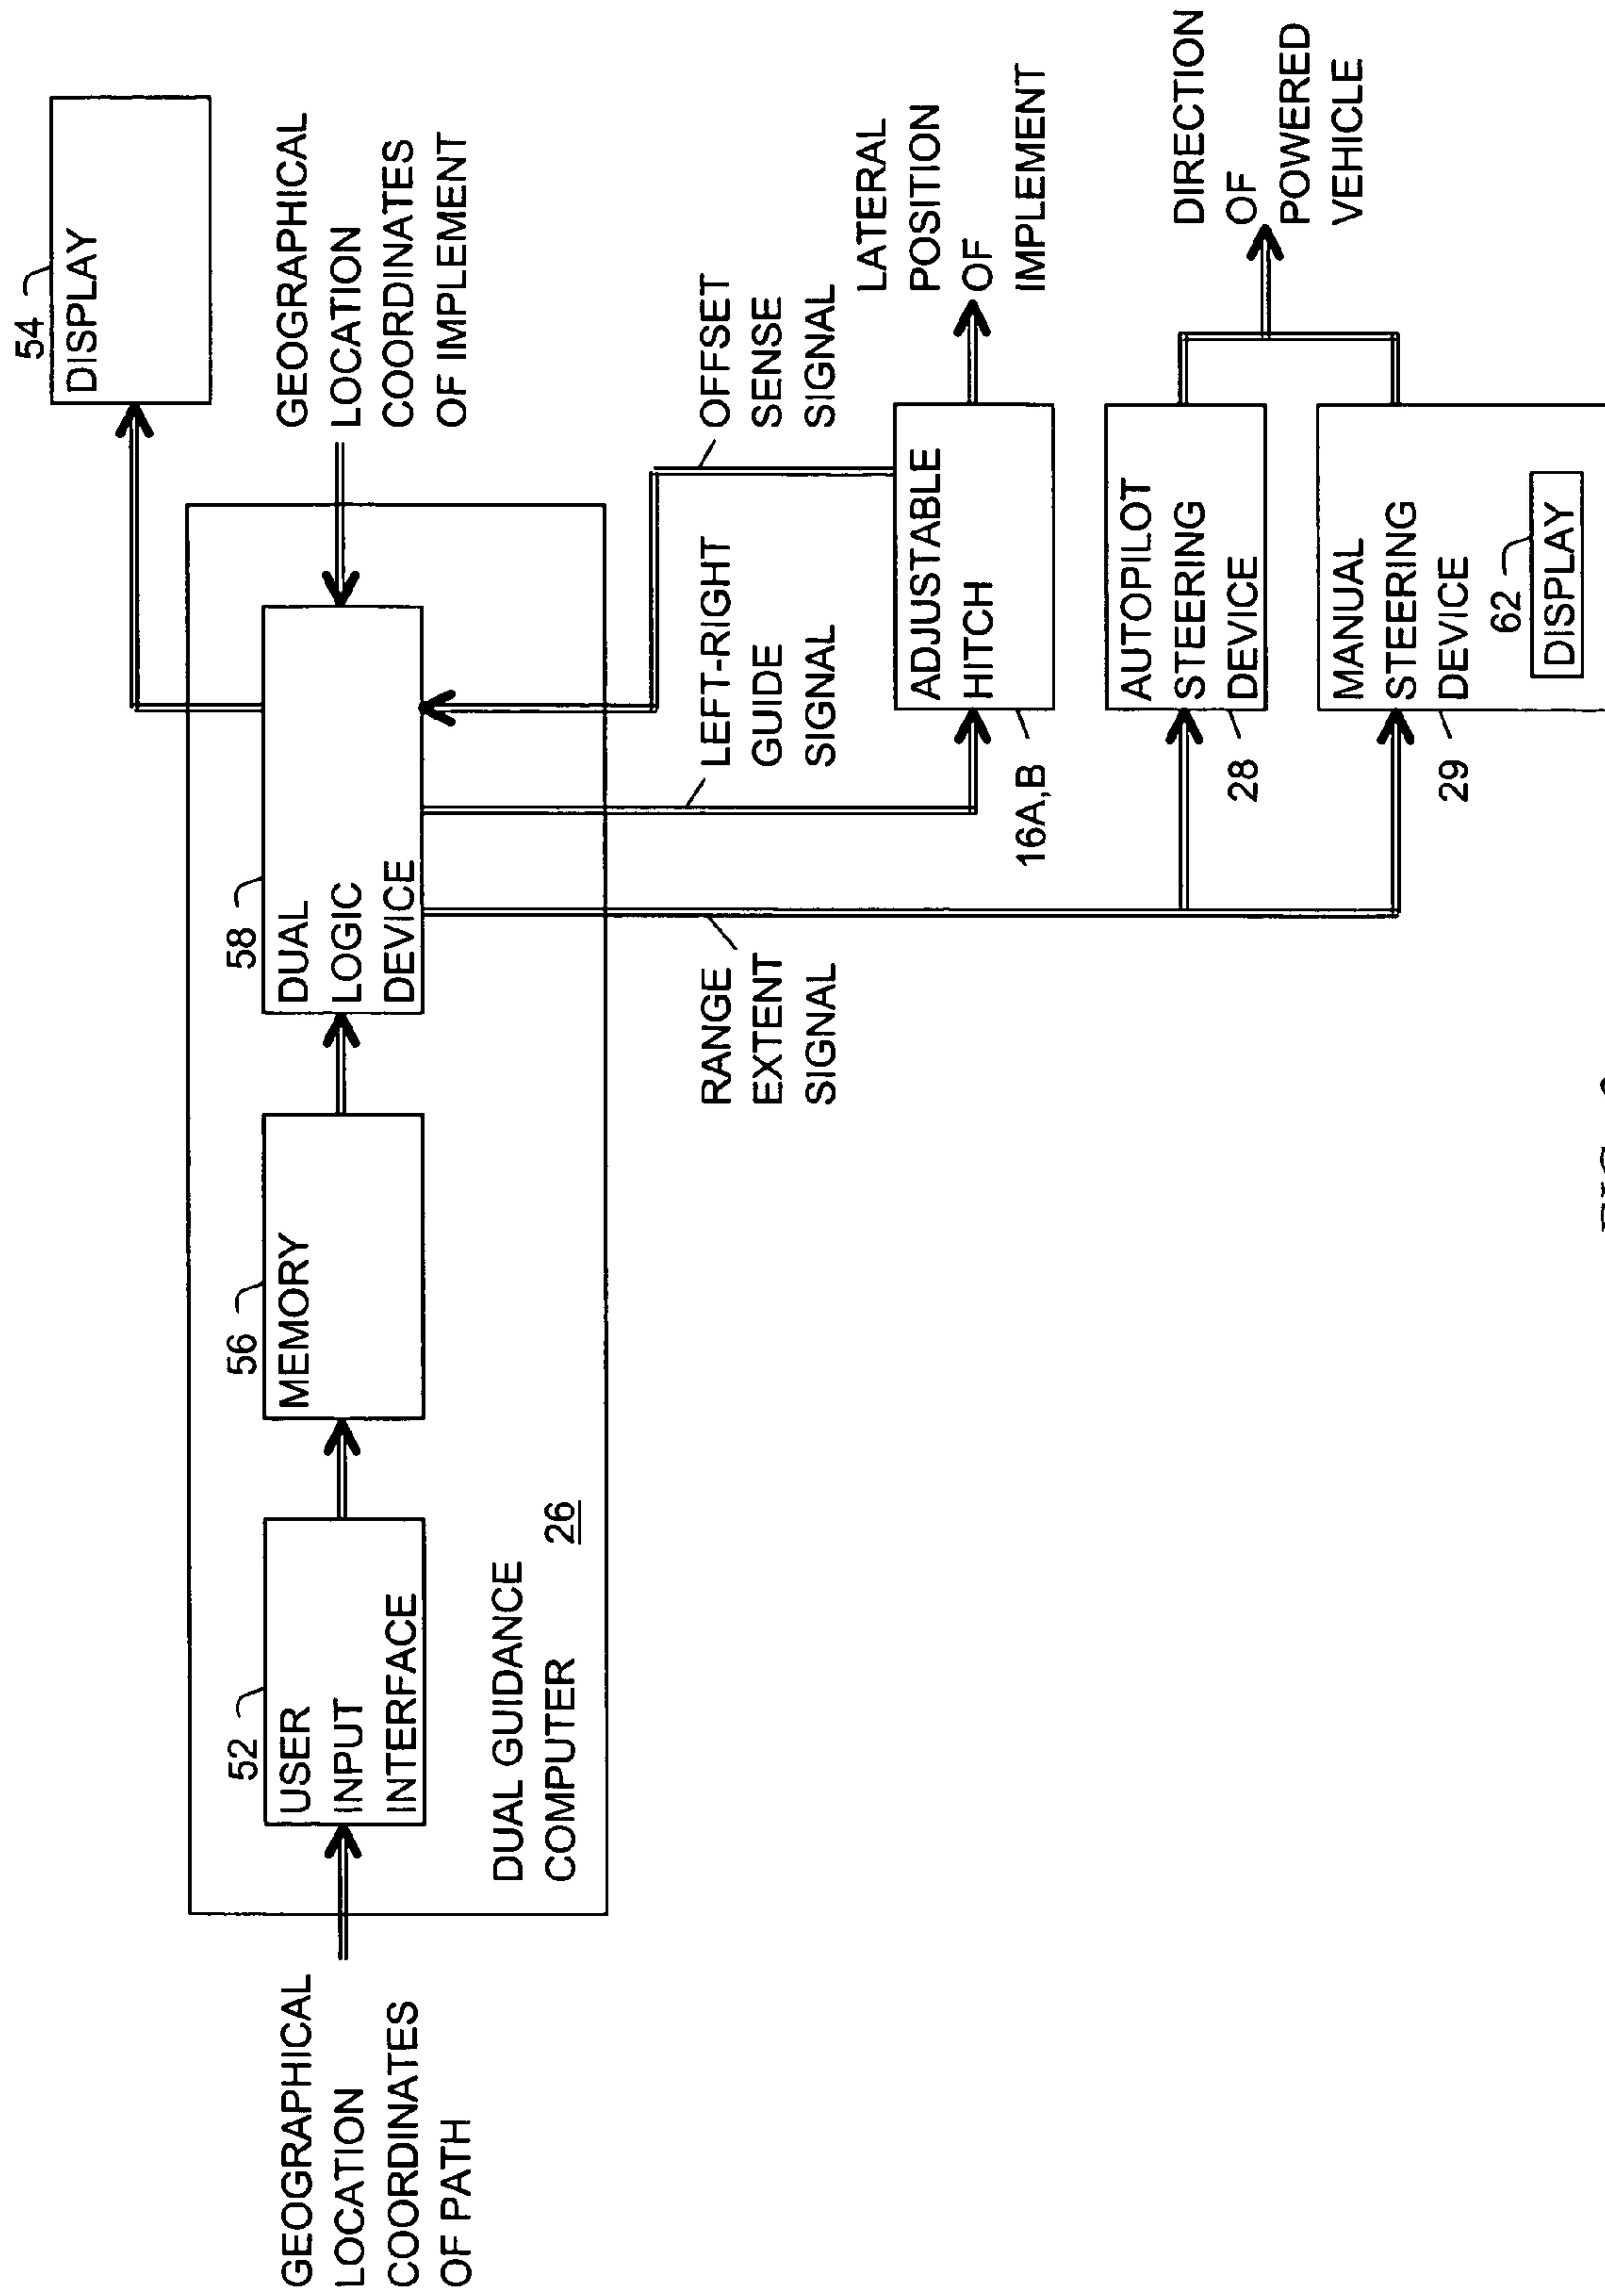 GEOGRAPHICAL
LOCATION
COORDINATES
OF PATH
52
USER
INPUT
INTERFACE
DUAL GUIDANCE
COMPUTER 26
56
MEMORY
58
DUAL
LOGIC
DEVICE
54
DISPLAY
GEOGRAPHICAL
LOCATION
COORDINATES
OF IMPLEMENT
RANGE
EXTENT
SIGNAL
LEFT-RIGHT
GUIDE
SIGNAL
OFFSET
SENSE
SIGNAL
ADJUSTABLE
HITCH
16A,B
LATERAL
POSITION
OF
IMPLEMENT
AUTOPILOT
STEERING
DEVICE
28
MANUAL
STEERING
DEVICE
29
62
DISPLAY
DIRECTION
OF
POWERED
VEHICLE